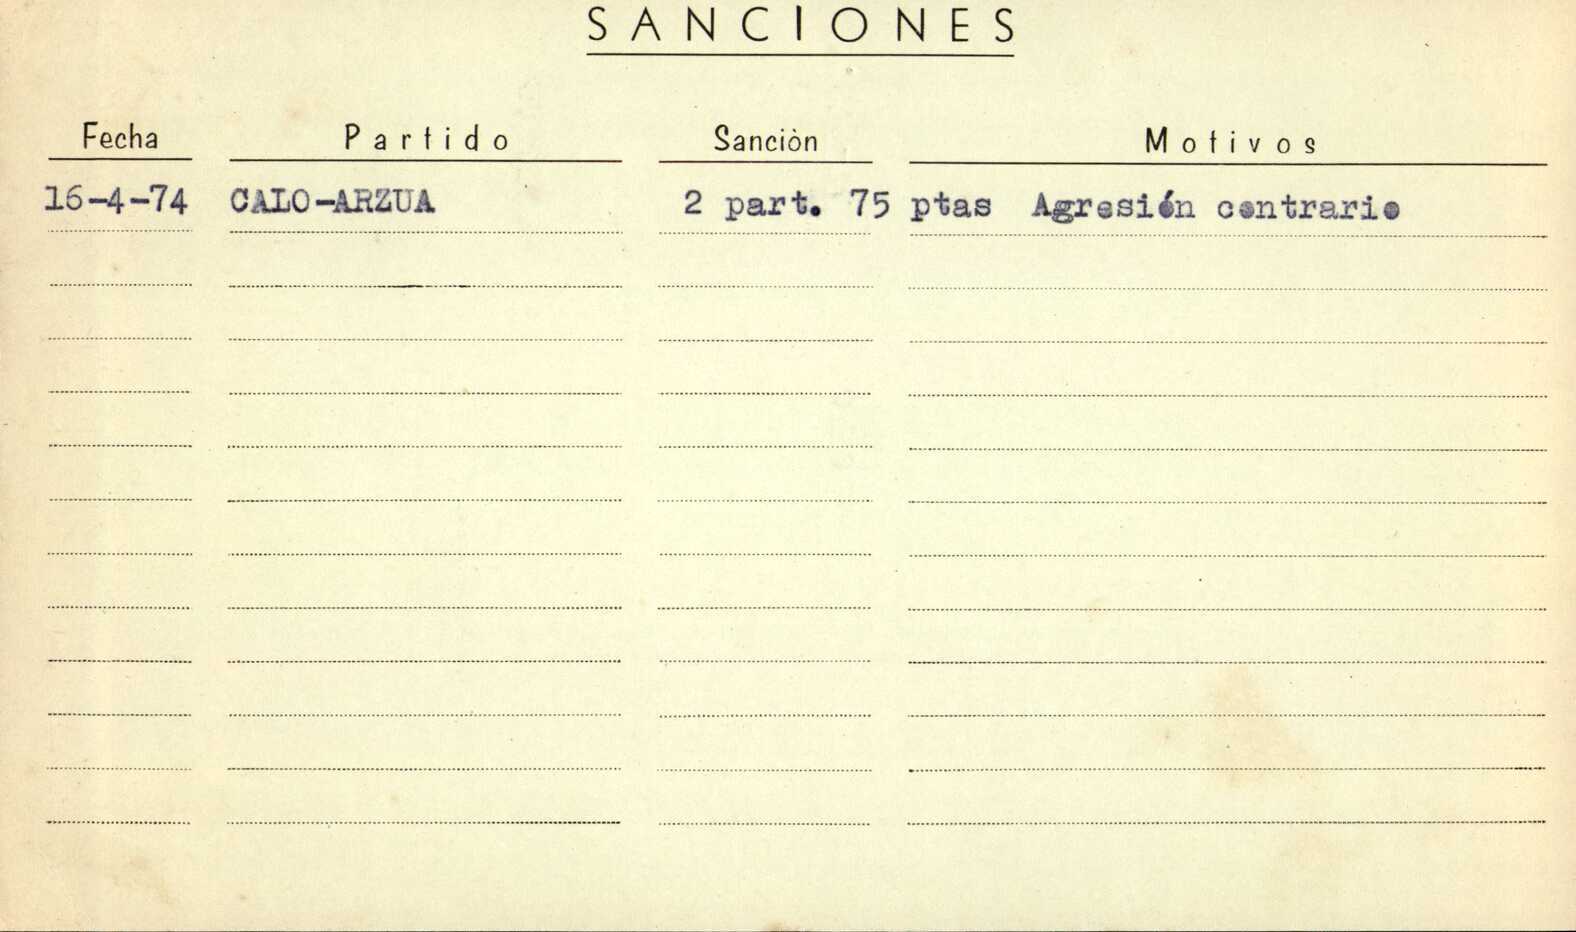 SANCIONES
Fecha Partido Sanciòn Motivos
16-4-74 CALO-ARZUA 2 part. 75 ptas Agresión contrario